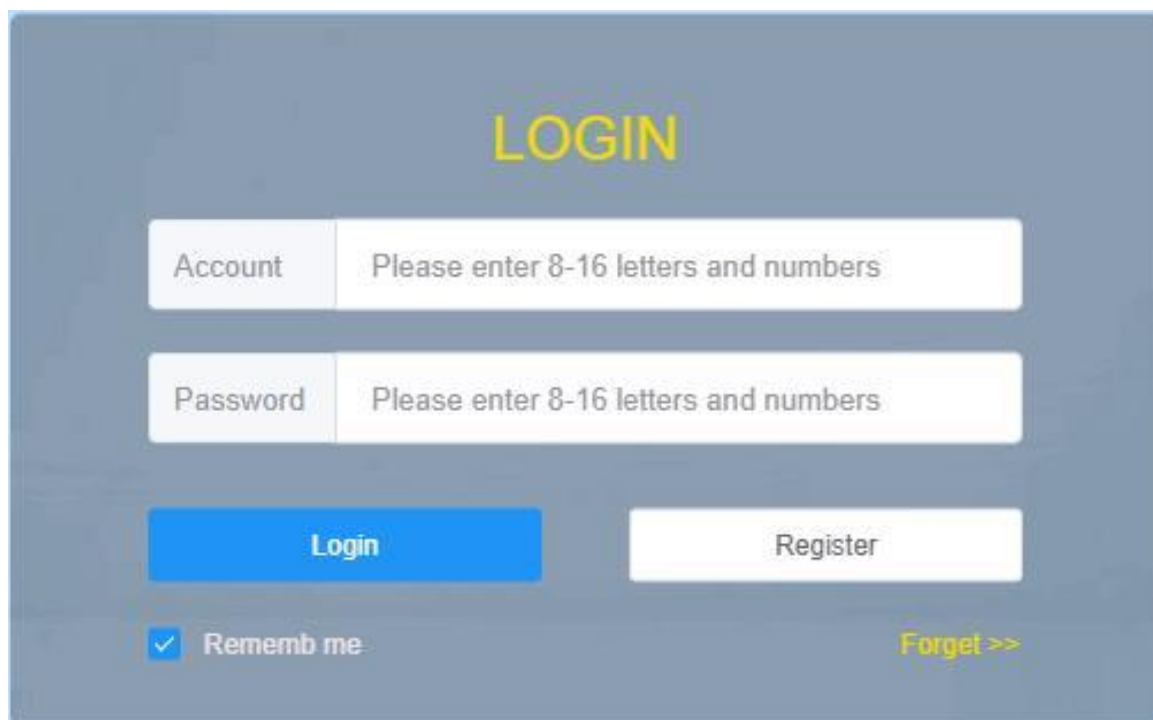 LOGIN
Account Please enter 8-16 letters and numbers
Password Please enter 8-16 letters and numbers
Login Register
Rememb me Forget >>